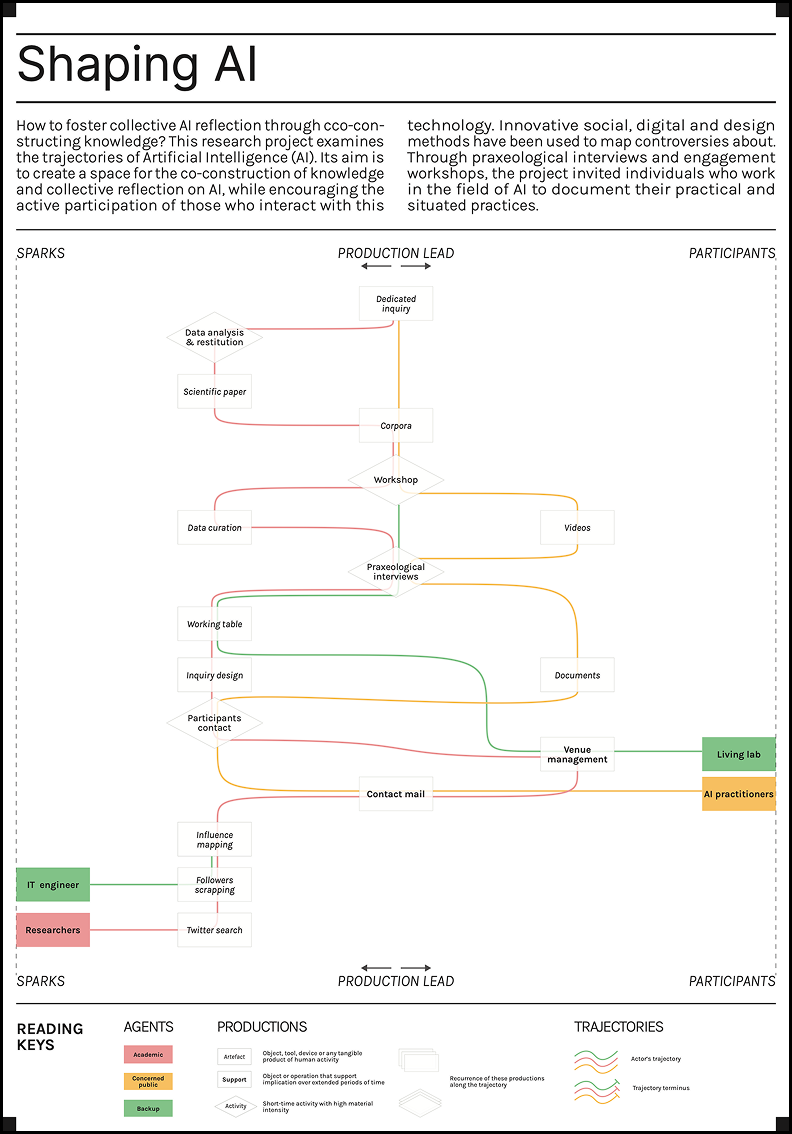 Shaping AI
How to foster collective AI reflection through cco-con-
structing knowledge? This research project examines
the trajectories of Artificial Intelligence (AI). Its aim is
to create a space for the co-construction of knowledge
and collective reflection on AI, while encouraging the
active participation of those who interact with this
technology. Innovative social, digital and design
methods have been used to map controversies about.
Through praxeological interviews and engagement
workshops, the project invited individuals who work
in the field of AI to document their practical and
situated practices.
SPARKS
PRODUCTION LEAD
PARTICIPANTS
Dedicated
inquiry
Data analysis
& restitution
Scientific paper
Corpora
Workshop
Data curation
Videos
Praxeological
interviews
Working table
Inquiry design
Documents
Participants
contact
Venue
management
Living lab
Contact mail
AI practitioners
Influence
mapping
IT engineer
Followers
scrapping
Researchers
Twitter search
SPARKS
PRODUCTION LEAD
PARTICIPANTS
READING
KEYS
AGENTS
Academic
Concerned
public
Backup
PRODUCTIONS
Artefact
Object, tool, device or any tangible
product of human activity
Support
Object or operation that support
implication over extended periods of time
Activity
Short-time activity with high material
intensity
Recurrence of these productions
along the trajectory
TRAJECTORIES
Actor's trajectory
Trajectory terminus